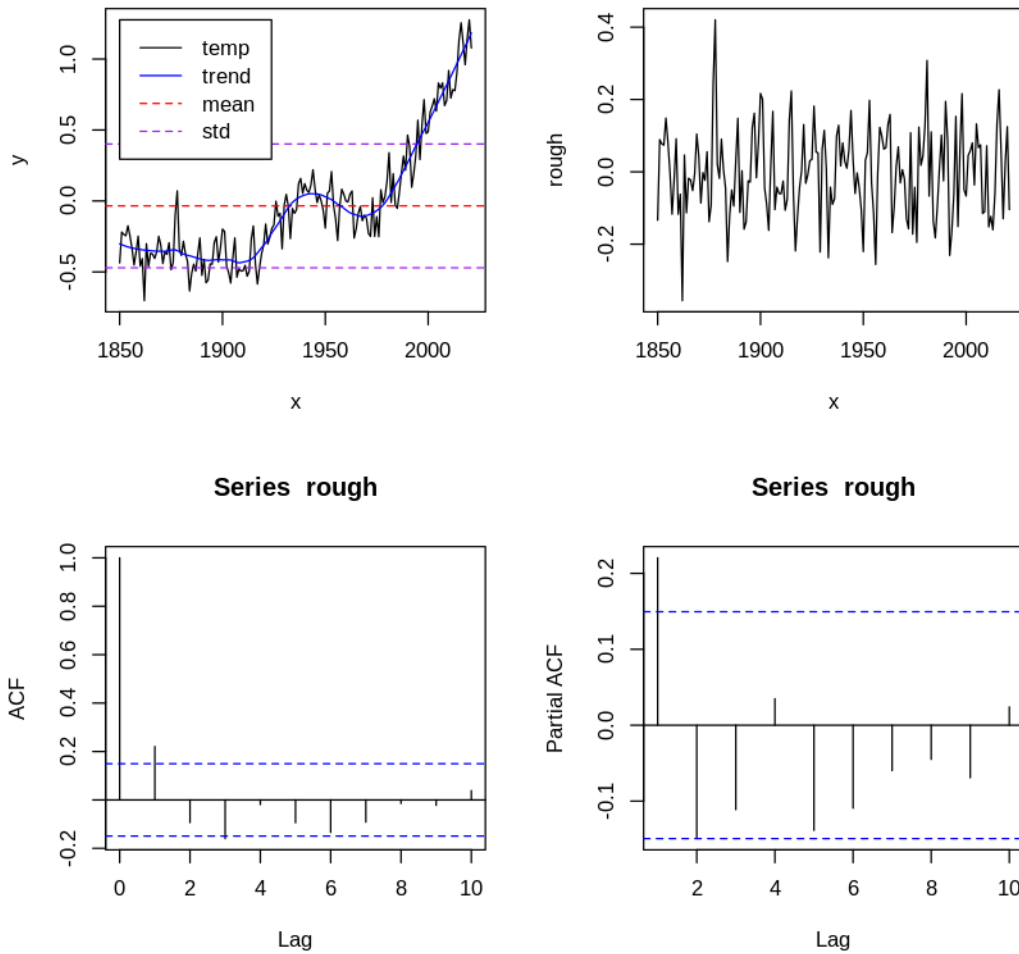 temp
trend
mean
std
y
-0.5 0.0 0.5 1.0
1850 1900 1950 2000
x
rough
-0.2 0.0 0.2 0.4
1850 1900 1950 2000
x
Series rough
ACF
-0.2 0.2 0.4 0.6 0.8 1.0
0 2 4 6 8 10
Lag
Series rough
Partial ACF
-0.1 0.0 0.1 0.2
2 4 6 8 10
Lag